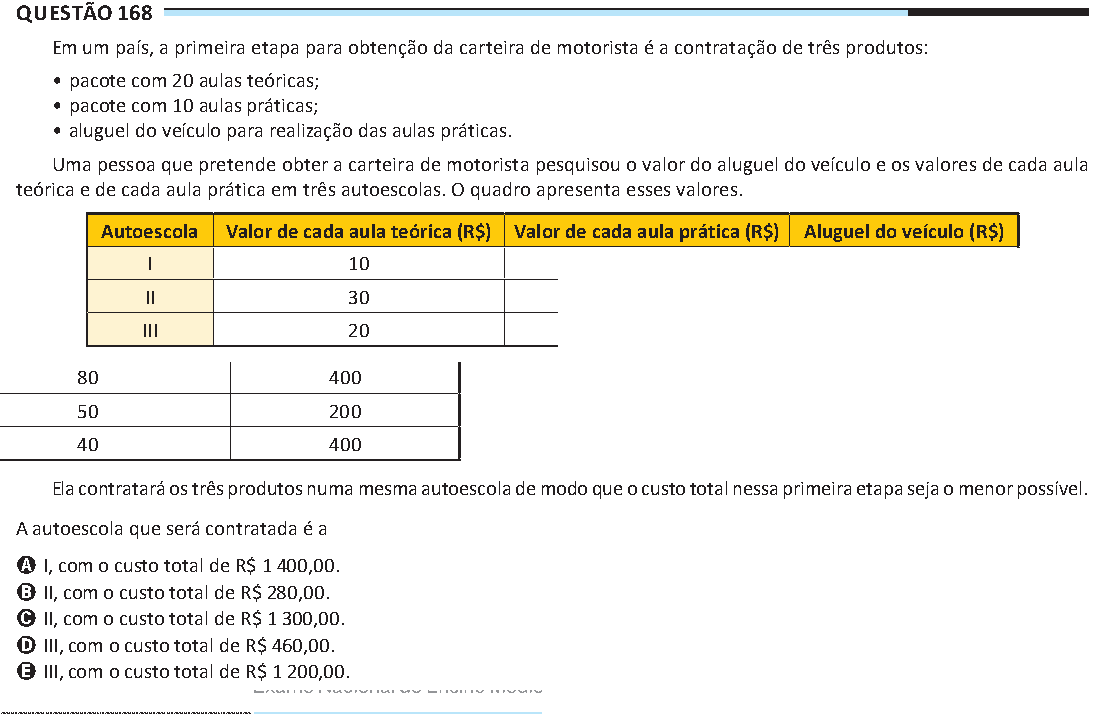 QUESTÃO 168
Em um país, a primeira etapa para obtenção da carteira de motorista é a contratação de três produtos:
• pacote com 20 aulas teóricas;
• pacote com 10 aulas práticas;
• aluguel do veículo para realização das aulas práticas.
Uma pessoa que pretende obter a carteira de motorista pesquisou o valor do aluguel do veículo e os valores de cada aula
teórica e de cada aula prática em três autoescolas. O quadro apresenta esses valores.
Autoescola Valor de cada aula teórica (R$) Valor de cada aula prática (R$) Aluguel do veículo (R$)
I 10
II 30
III 20
80 400
50 200
40 400
Ela contratará os três produtos numa mesma autoescola de modo que o custo total nessa primeira etapa seja o menor possível.
A autoescola que será contratada é a
A I, com o custo total de R$ 1 400,00.
B II, com o custo total de R$ 280,00.
C II, com o custo total de R$ 1 300,00.
D III, com o custo total de R$ 460,00.
E III, com o custo total de R$ 1 200,00.
Exame Nacional do Ensino Médio